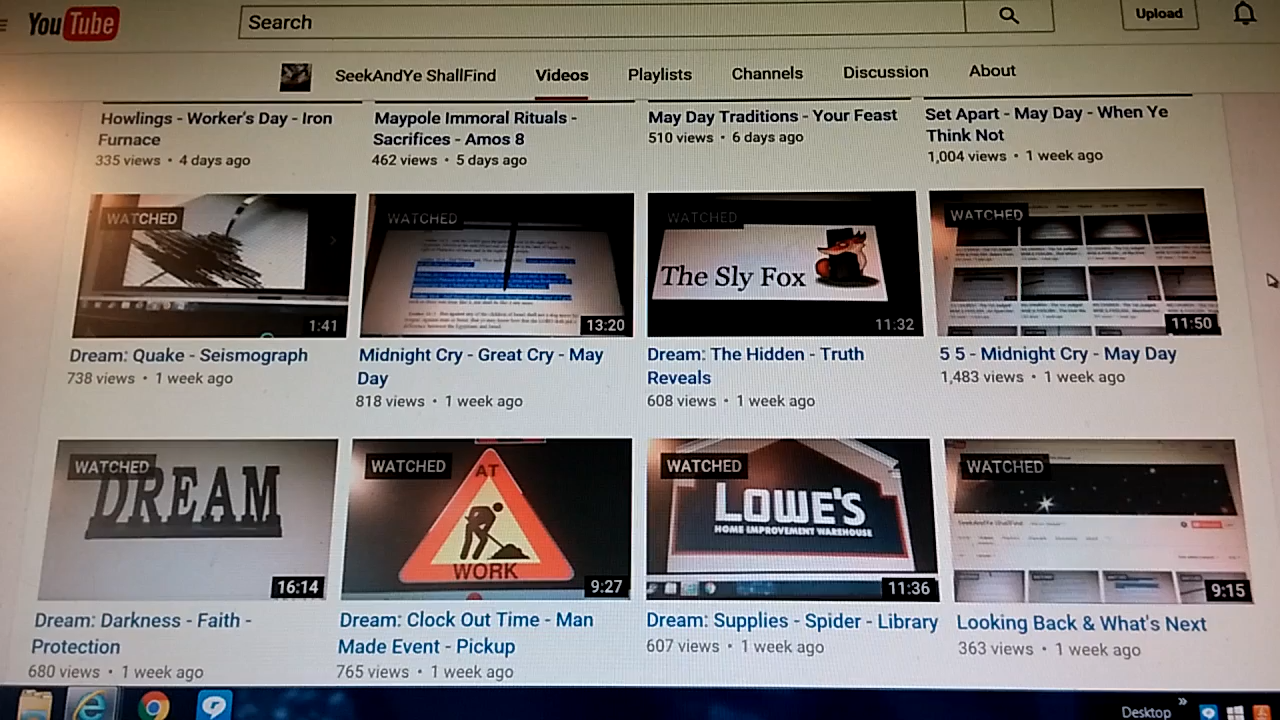 YouTube Search Upload
SeekAndYe ShallFind Videos Playlists Channels Discussion About
Howlings - Worker's Day - Iron
Furnace
335 views • 4 days ago
Maypole Immoral Rituals -
Sacrifices - Amos 8
462 views • 5 days ago
May Day Traditions - Your Feast
510 views • 6 days ago
Set Apart - May Day - When Ye
Think Not
1,004 views • 1 week ago
WATCHED
1:41
Dream: Quake - Seismograph
738 views • 1 week ago
WATCHED
13:20
Midnight Cry - Great Cry - May
Day
818 views • 1 week ago
WATCHED
The Sly Fox
11:32
Dream: The Hidden - Truth
Reveals
608 views • 1 week ago
WATCHED
11:50
5 5 - Midnight Cry - May Day
1,483 views • 1 week ago
WATCHED
DREAM
16:14
Dream: Darkness - Faith -
Protection
680 views • 1 week ago
WATCHED
AT
WORK
9:27
Dream: Clock Out Time - Man
Made Event - Pickup
765 views • 1 week ago
WATCHED
LOWE'S
HOME IMPROVEMENT WAREHOUSE
11:36
Dream: Supplies - Spider - Library
607 views • 1 week ago
WATCHED
SeekAndYe ShallFind
9:15
Looking Back & What's Next
363 views • 1 week ago
Desktop »